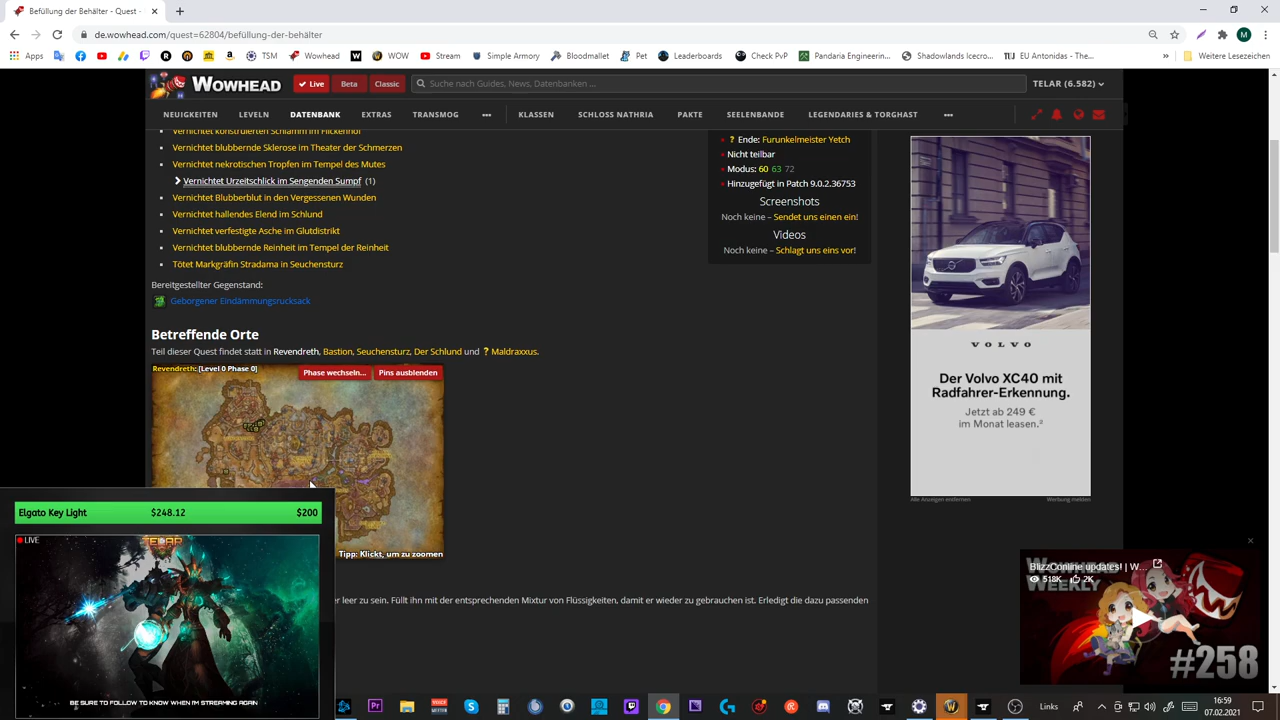 Befüllung der Behälter - Quest -
de.wowhead.com/quest=62804/befüllung-der-behälter
M
Apps
TSM
Wowhead
WOW
Stream
Simple Armory
Bloodmallet
Pet
Leaderboards
Check PvP
Pandaria Engineerin...
Shadowlands Icecro...
EU Antonidas - The...
»
Weitere Lesezeichen
WOWHEAD
Live
Beta
Classic
Suche nach Guides, News, Datenbanken ...
TELAR (6.582)
NEUIGKEITEN
LEVELN
DATENBANK
EXTRAS
TRANSMOG
•••
KLASSEN
SCHLOSS NATHRIA
PAKTE
SEELENBANDE
LEGENDARIES & TORGHAST
•••
Vernichtet konstruierten Schlamm im Flickenhof
Vernichtet blubbernde Sklerose im Theater der Schmerzen
Vernichtet nekrotischen Tropfen im Tempel des Mutes
Vernichtet Urzeitschlick im Sengenden Sumpf (1)
Vernichtet Blubberblut in den Vergessenen Wunden
Vernichtet hallendes Elend im Schlund
Vernichtet verfestigte Asche im Glutdistrikt
Vernichtet blubbernde Reinheit im Tempel der Reinheit
Tötet Markgräfin Stradama in Seuchensturz
Bereitgestellter Gegenstand:
Geborgener Eindämmungsrucksack
Betreffende Orte
Teil dieser Quest findet statt in Revendreth, Bastion, Seuchensturz, Der Schlund und ? Maldraxxus.
Revendreth: [Level 0 Phase 0]
Phase wechseln...
Pins ausblenden
Tipp: Klickt, um zu zoomen
er leer zu sein. Füllt ihn mit der entsprechenden Mixtur von Flüssigkeiten, damit er wieder zu gebrauchen ist. Erledigt die dazu passenden
? Ende: Furunkelmeister Yetch
Nicht teilbar
Modus: 60 63 72
Hinzugefügt in Patch 9.0.2.36753
Screenshots
Noch keine – Sendet uns einen ein!
Videos
Noch keine – Schlagt uns eins vor!
VOLVO
Der Volvo XC40 mit
Radfahrer-Erkennung.
Jetzt ab 249 €
im Monat leasen.²
Alle Anzeigen entfernen
Werbung melden
BlizzConline updates! | W...
518K
2K
WEEKLY
#258
Elgato Key Light
$248.12
$200
LIVE
TELAR
BE SURE TO FOLLOW TO KNOW WHEN I'M STREAMING AGAIN
Links
»
16:59
07.02.2021